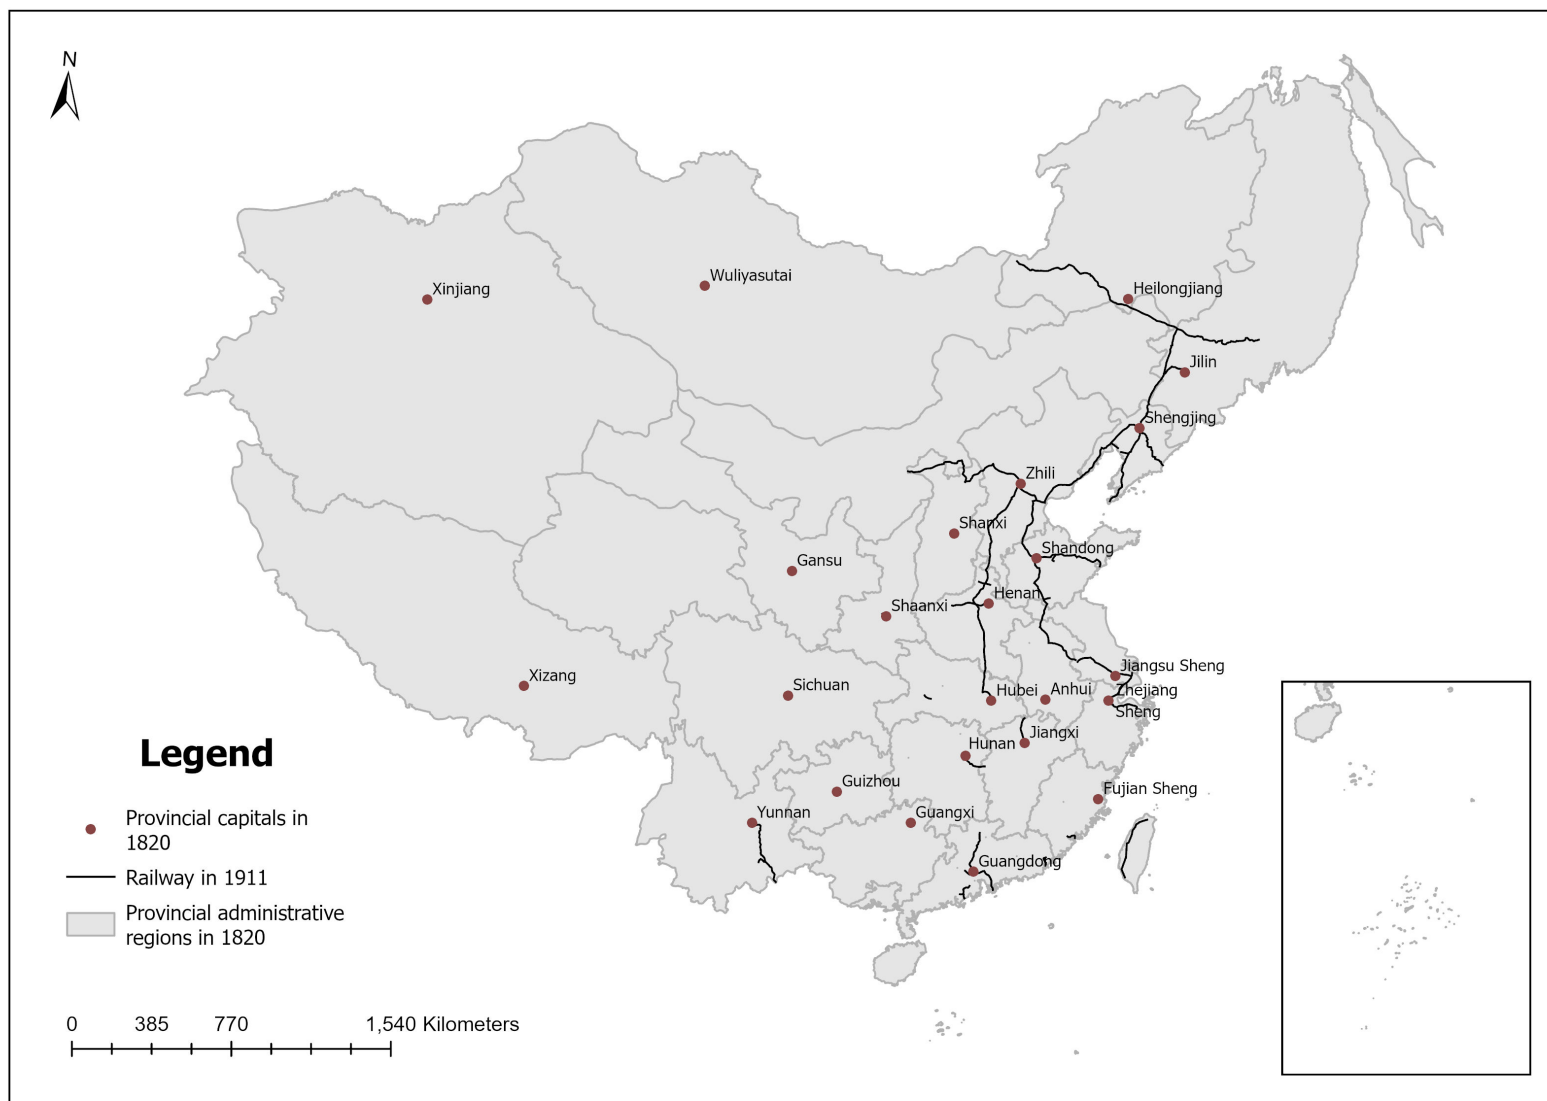 N
Xinjiang
Wuliyasutai
Heilongjiang
Jilin
Shengjing
Zhili
Shanxi
Shandong
Gansu
Henan
Shaanxi
Jiangsu Sheng
Xizang
Sichuan
Hubei
Anhui
Zhejiang
Sheng
Hunan
Jiangxi
Guizhou
Fujian Sheng
Yunnan
Guangxi
Guangdong
Legend
Provincial capitals in
1820
Railway in 1911
Provincial administrative
regions in 1820
0 385 770 1,540 Kilometers